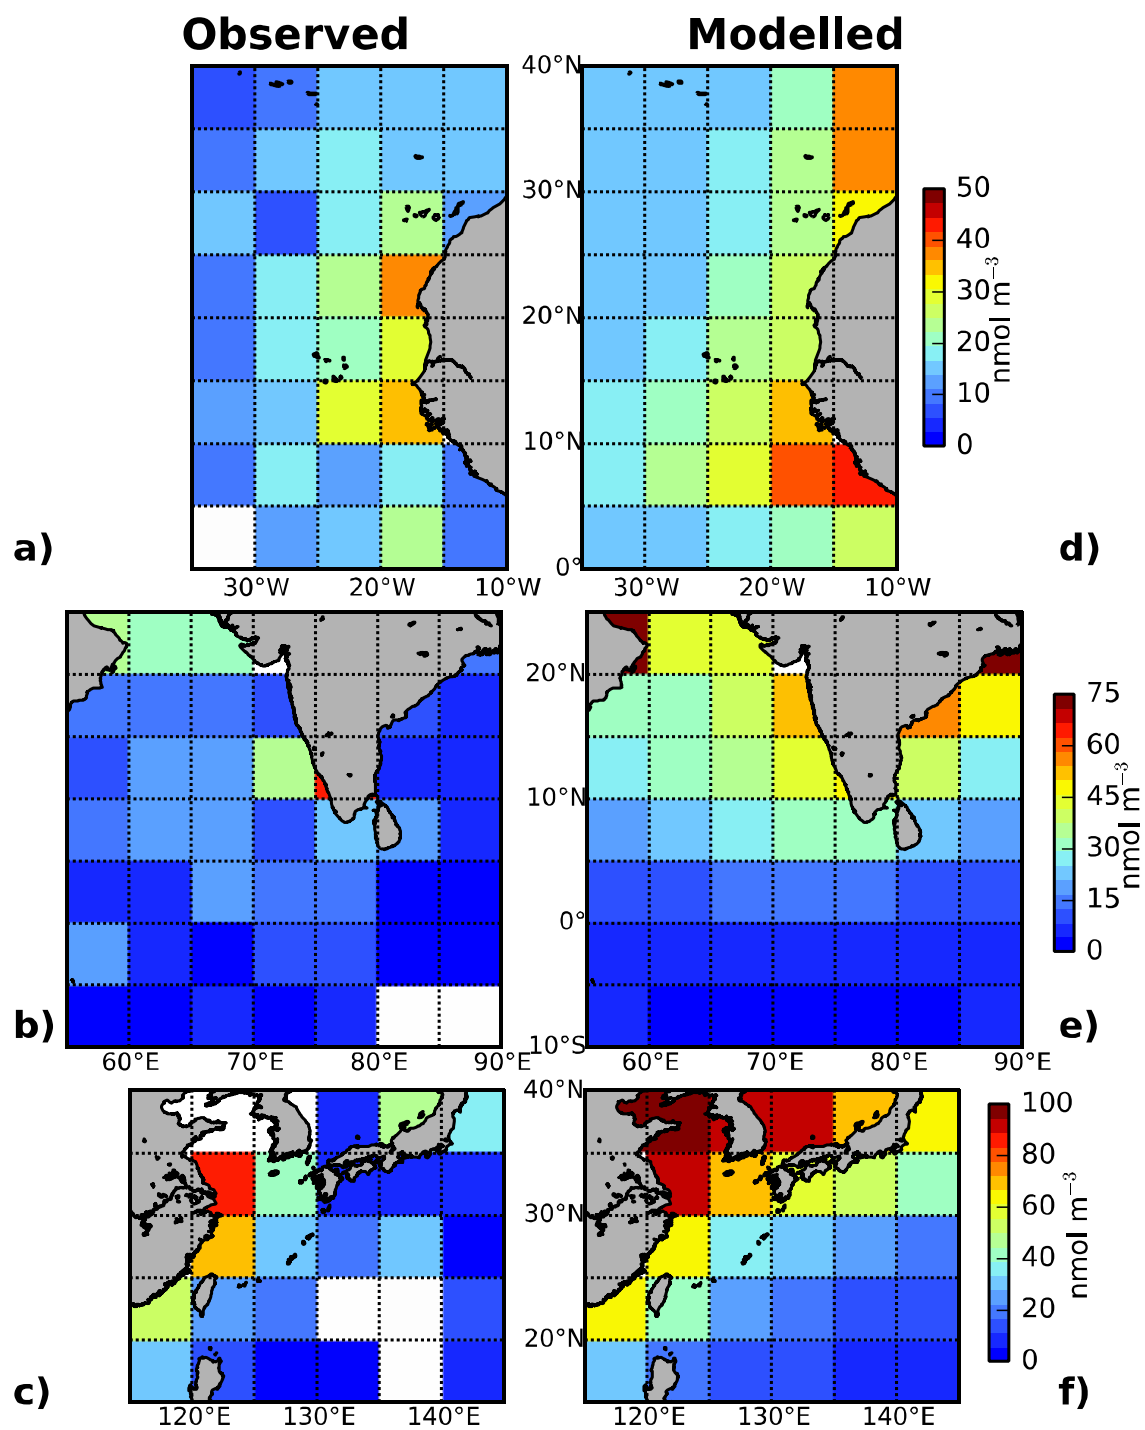 Observed Modelled
40°N
30°N
20°N
10°N
0°
50
40
30
20
10
0
nmol m⁻³
a)
d)
30°W 20°W 10°W 30°W 20°W 10°W
20°N
10°N
0°
10°S
75
60
45
30
15
0
nmol m⁻³
b)
e)
60°E 70°E 80°E 90°E 60°E 70°E 80°E 90°E
40°N
30°N
20°N
100
80
60
40
20
0
nmol m⁻³
c)
f)
120°E 130°E 140°E 120°E 130°E 140°E